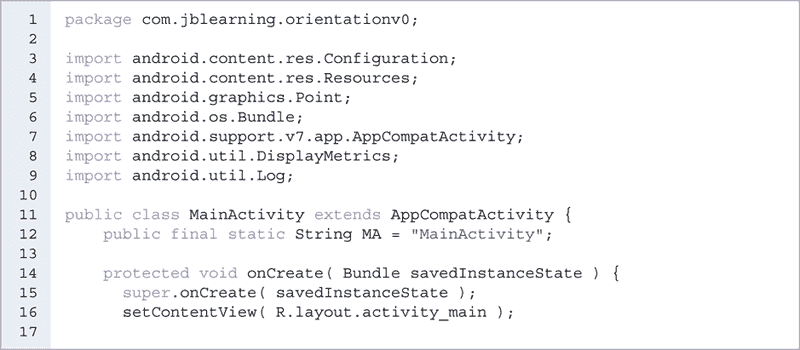 1 package com.jblearning.orientationv0;
2
3 import android.content.res.Configuration;
4 import android.content.res.Resources;
5 import android.graphics.Point;
6 import android.os.Bundle;
7 import android.support.v7.app.AppCompatActivity;
8 import android.util.DisplayMetrics;
9 import android.util.Log;
10
11 public class MainActivity extends AppCompatActivity {
12     public final static String MA = "MainActivity";
13
14     protected void onCreate( Bundle savedInstanceState ) {
15       super.onCreate( savedInstanceState );
16       setContentView( R.layout.activity_main );
17